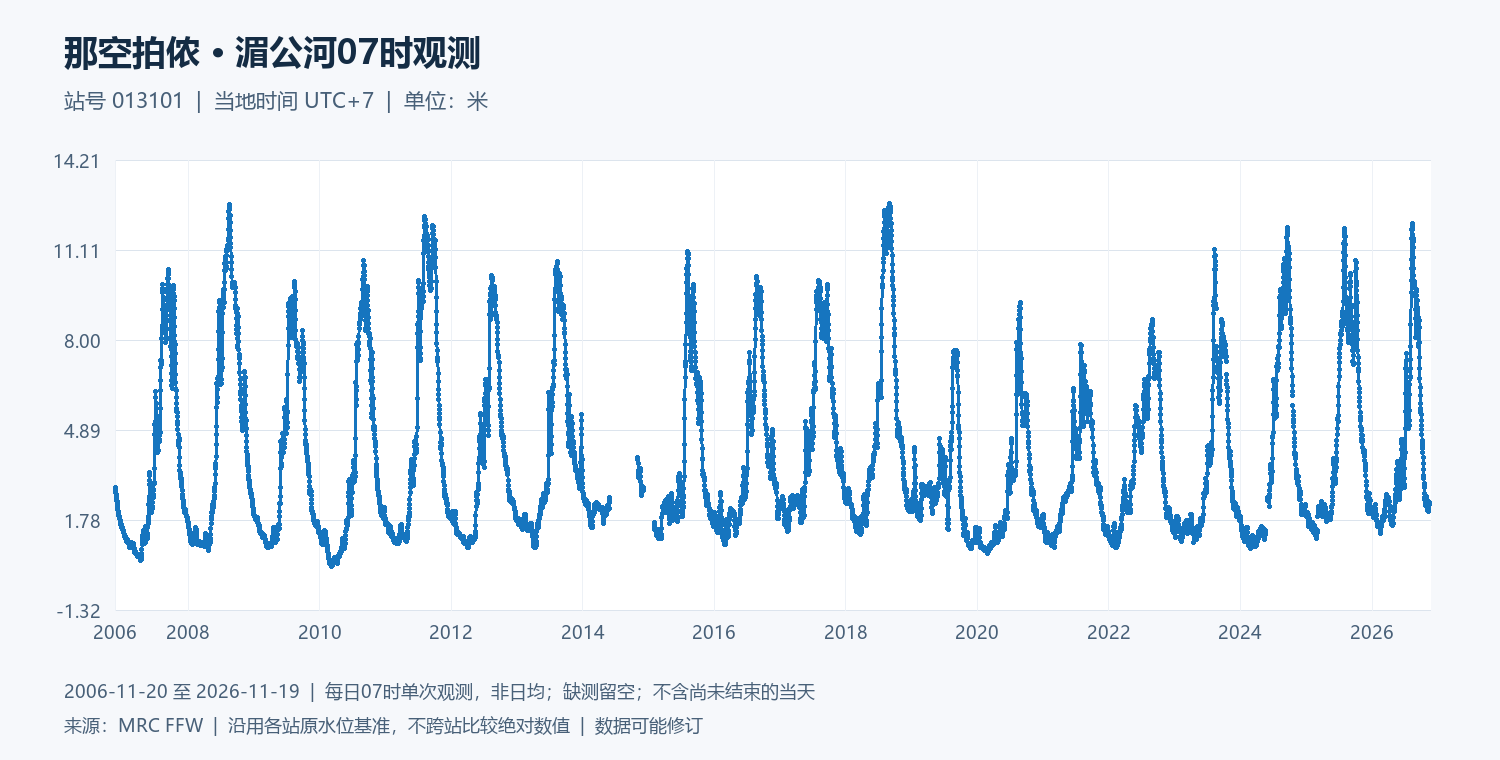 那空拍侬 • 湄公河07时观测
站号 013101 | 当地时间 UTC+7 | 单位：米
14.21
11.11
8.00
4.89
1.78
-1.32
2006 2008 2010 2012 2014 2016 2018 2020 2022 2024 2026
2006-11-20 至 2026-11-19 | 每日07时单次观测，非日均；缺测留空；不含尚未结束的当天
来源：MRC FFW | 沿用各站原水位基准，不跨站比较绝对数值 | 数据可能修订